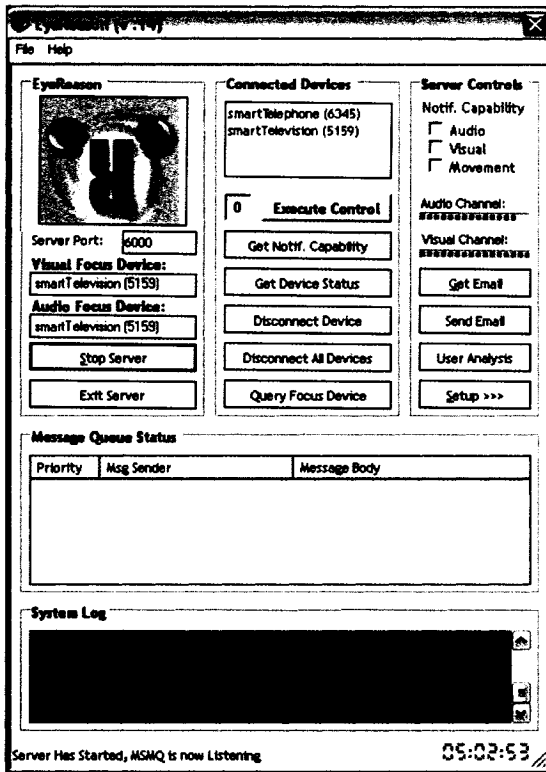 EyeReason (v .14)
File Help
EyeReason
Server Port: 6000
Visual Focus Device:
smartTelevision (5159)
Audio Focus Device:
smartTelevision (5159)
Stop Server
Exit Server
Connected Devices
smartTelephone (6345)
smartTelevision (5159)
0 Execute Control
Get Notif. Capability
Get Device Status
Disconnect Device
Disconnect All Devices
Query Focus Device
Server Controls
Notif. Capability
Audio
Visual
Movement
Audio Channel:
Visual Channel:
Get Email
Send Email
User Analysis
Setup >>>
Message Queue Status
Priority Msg Sender Message Body
System Log
Server Has Started, MSMQ is now Listening 05:02:53